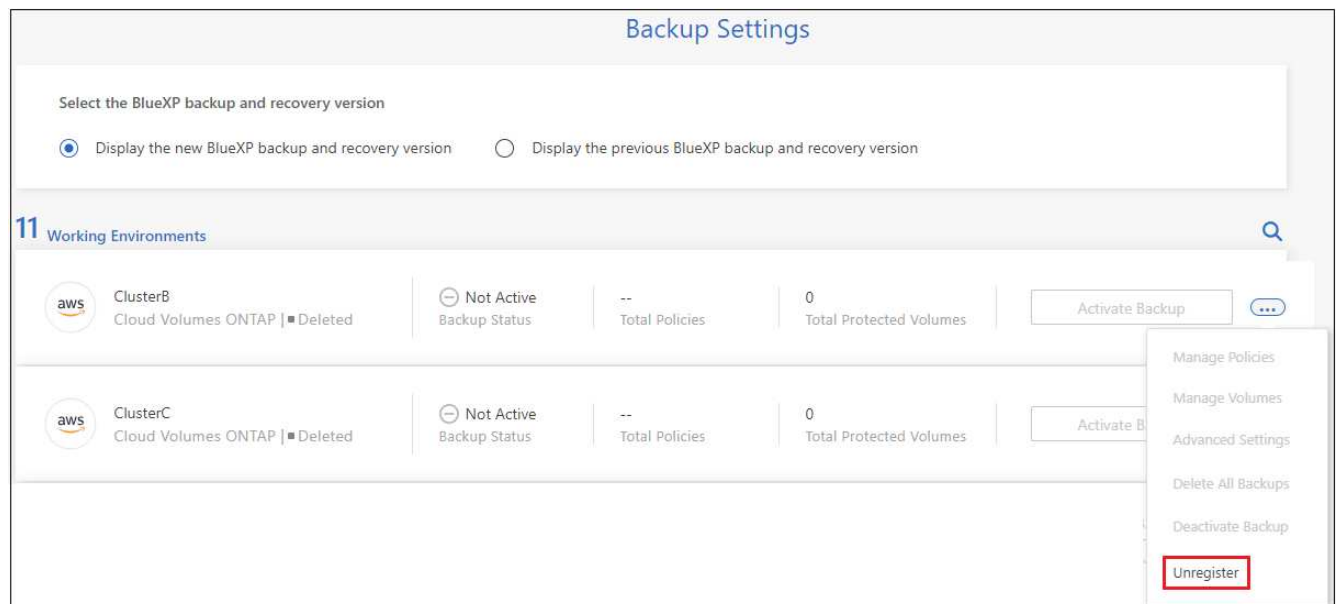 Backup Settings
Select the BlueXP backup and recovery version
Display the new BlueXP backup and recovery version Display the previous BlueXP backup and recovery version
11 Working Environments
aws ClusterB Not Active -- 0 Activate Backup ...
Cloud Volumes ONTAP | Deleted Backup Status Total Policies Total Protected Volumes
Manage Policies
Manage Volumes
aws ClusterC Not Active -- 0 Activate B
Cloud Volumes ONTAP | Deleted Backup Status Total Policies Total Protected Volumes
Advanced Settings
Delete All Backups
Deactivate Backup
Unregister